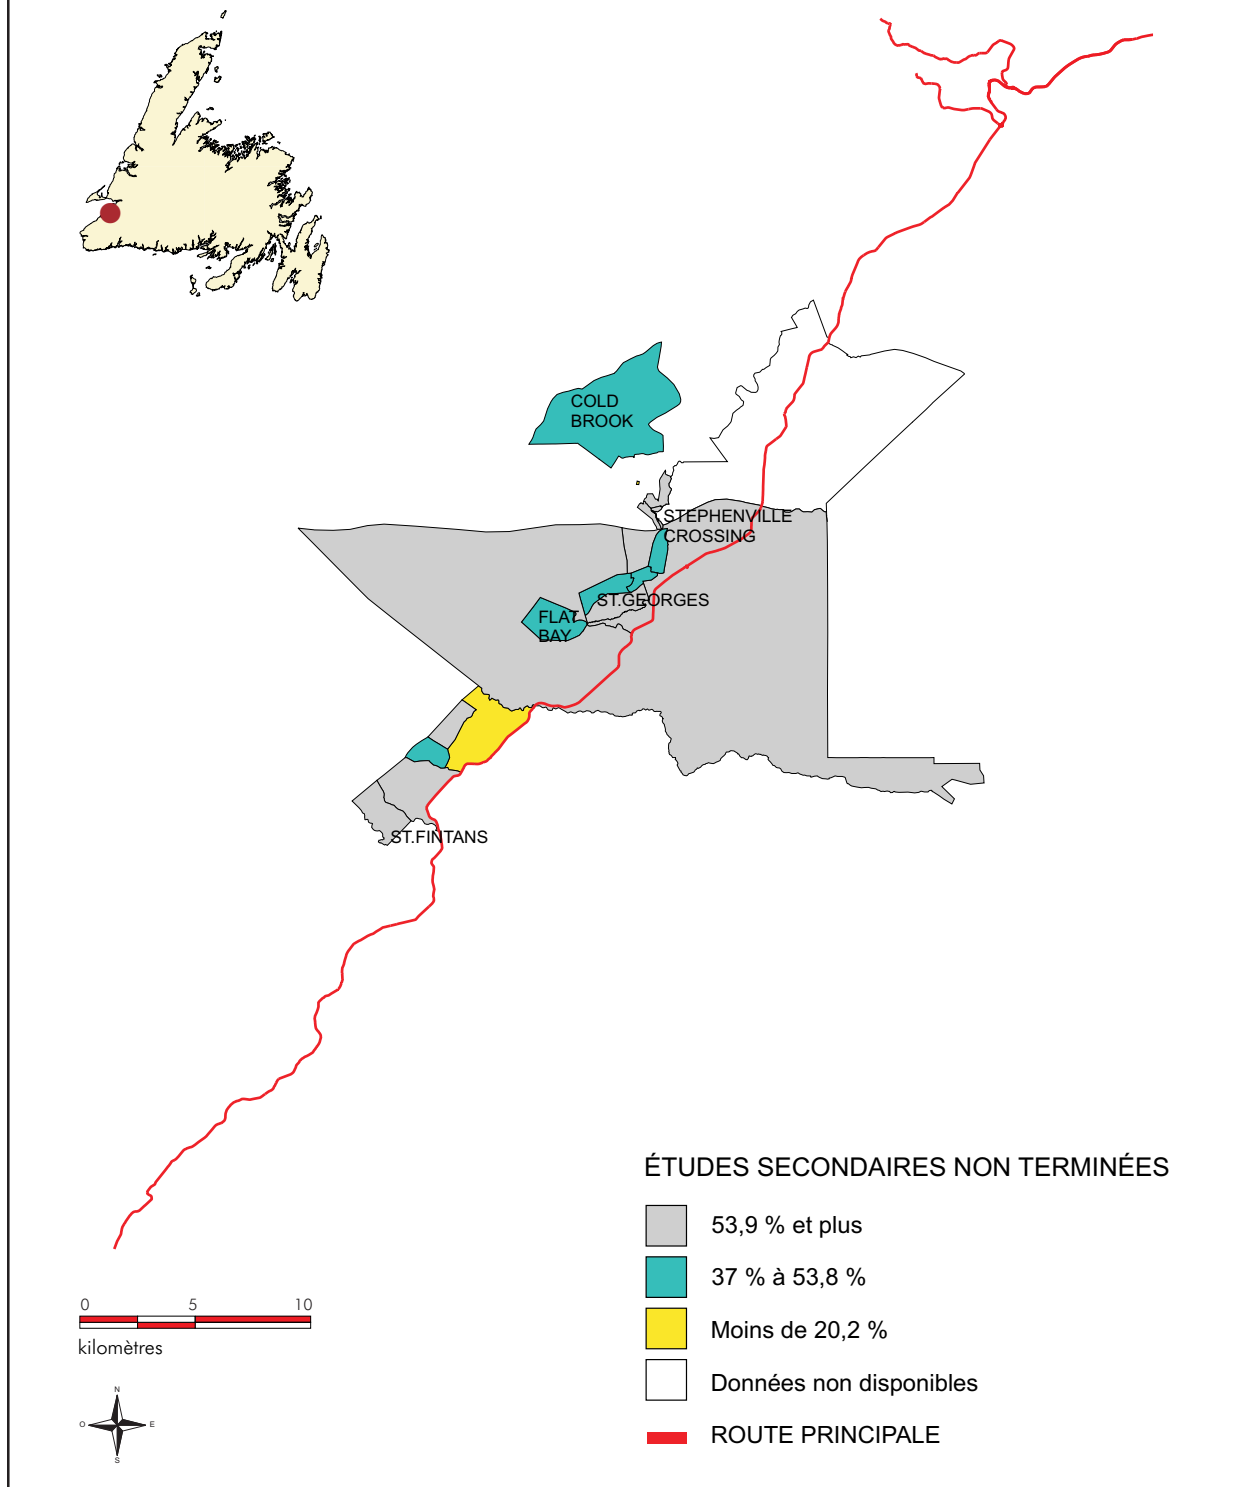 COLD
BROOK
STEPHENVILLE
CROSSING
ST.GEORGES
FLAT
BAY
ST.FINTANS
ÉTUDES SECONDAIRES NON TERMINÉES
53,9 % et plus
37 % à 53,8 %
Moins de 20,2 %
Données non disponibles
ROUTE PRINCIPALE
0 5 10
kilomètres
N
O E
S